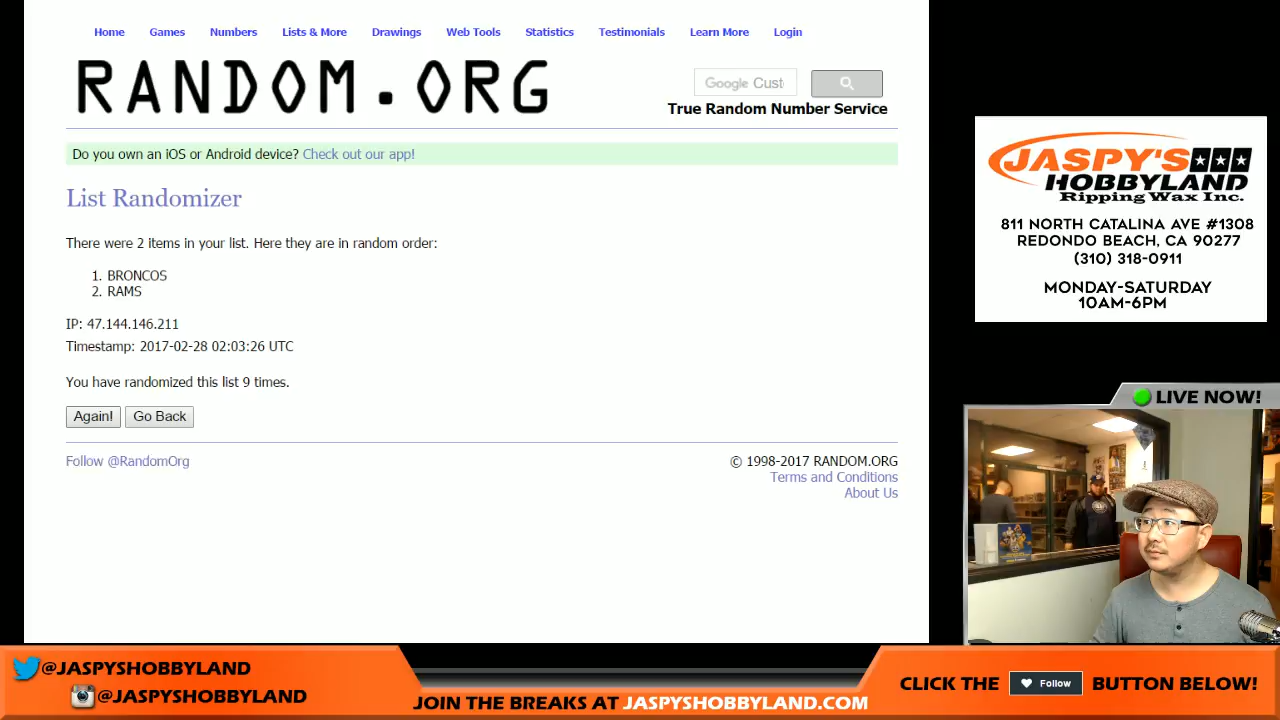 Home Games Numbers Lists & More Drawings Web Tools Statistics Testimonials Learn More Login
RANDOM.ORG
Google Cust
True Random Number Service
Do you own an iOS or Android device? Check out our app!
List Randomizer
There were 2 items in your list. Here they are in random order:
1. BRONCOS
2. RAMS
IP: 47.144.146.211
Timestamp: 2017-02-28 02:03:26 UTC
You have randomized this list 9 times.
Again! Go Back
Follow @RandomOrg
© 1998-2017 RANDOM.ORG
Terms and Conditions
About Us
JASPY'S
HOBBYLAND
Ripping Wax Inc.
811 NORTH CATALINA AVE #1308
REDONDO BEACH, CA 90277
(310) 318-0911
MONDAY-SATURDAY
10AM-6PM
LIVE NOW!
@JASPYSHOBBYLAND
@JASPYSHOBBYLAND
JOIN THE BREAKS AT JASPYSHOBBYLAND.COM
CLICK THE Follow BUTTON BELOW!